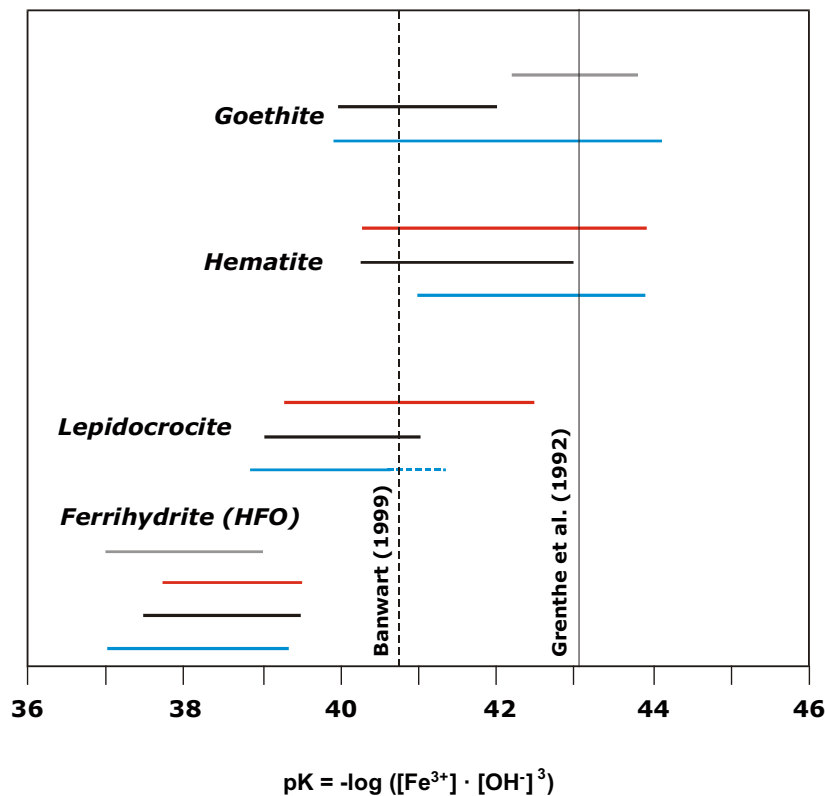 Goethite
Hematite
Lepidocrocite
Ferrihydrite (HFO)
Banwart (1999)
Grenthe et al. (1992)
36 38 40 42 44 46
pK = -log ([Fe³⁺] · [OH⁻]³)